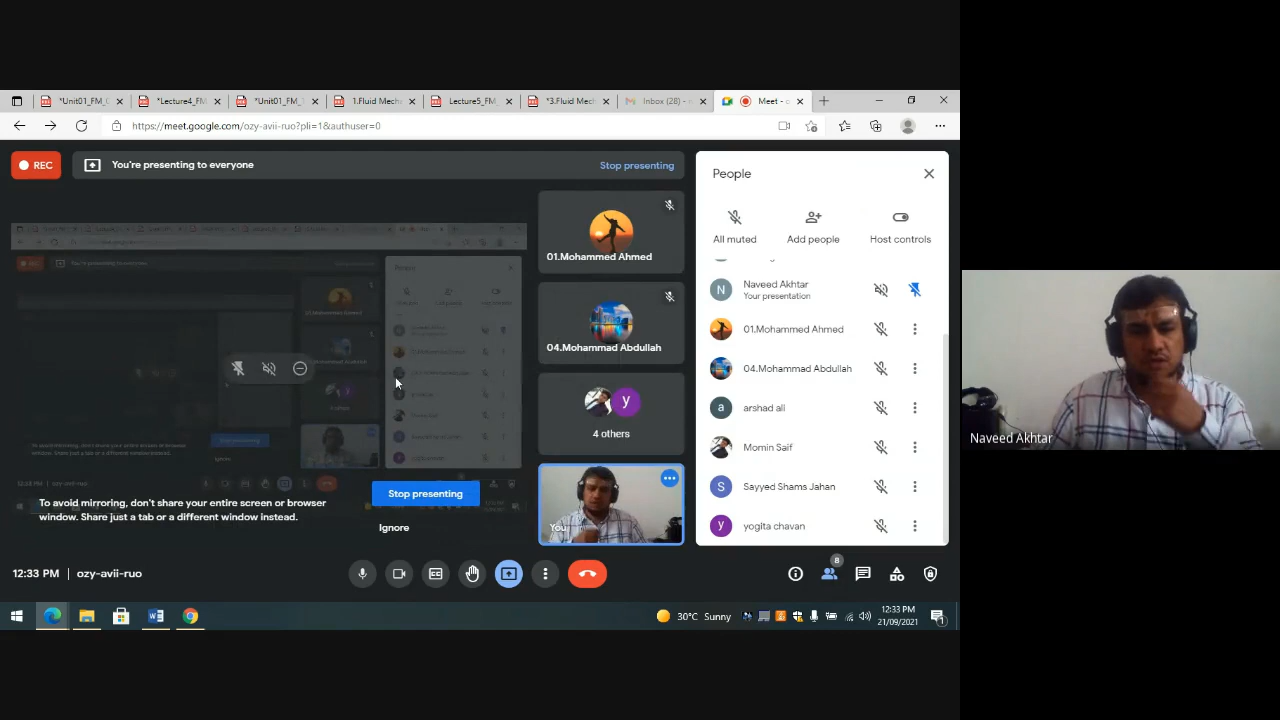 *Unit01_FM_
*Lecture4_FM
*Unit01_FM_1
1.Fluid Mech
Lecture5_FM_
*3.Fluid Mec
Inbox (28) -
Meet -
https://meet.google.com/ozy-avii-ruo?pli=1&authuser=0
REC
You're presenting to everyone
Stop presenting
People
All muted
Add people
Host controls
01.Mohammed Ahmed
04.Mohammad Abdullah
y
4 others
You
N
Naveed Akhtar
Your presentation
01.Mohammed Ahmed
04.Mohammad Abdullah
a
arshad ali
Momin Saif
S
Sayyed Shams Jahan
y
yogita chavan
To avoid mirroring, don't share your entire screen or browser
window. Share just a tab or a different window instead.
Stop presenting
Ignore
12:33 PM | ozy-avii-ruo
8
30°C Sunny
12:33 PM
21/09/2021
1
Naveed Akhtar